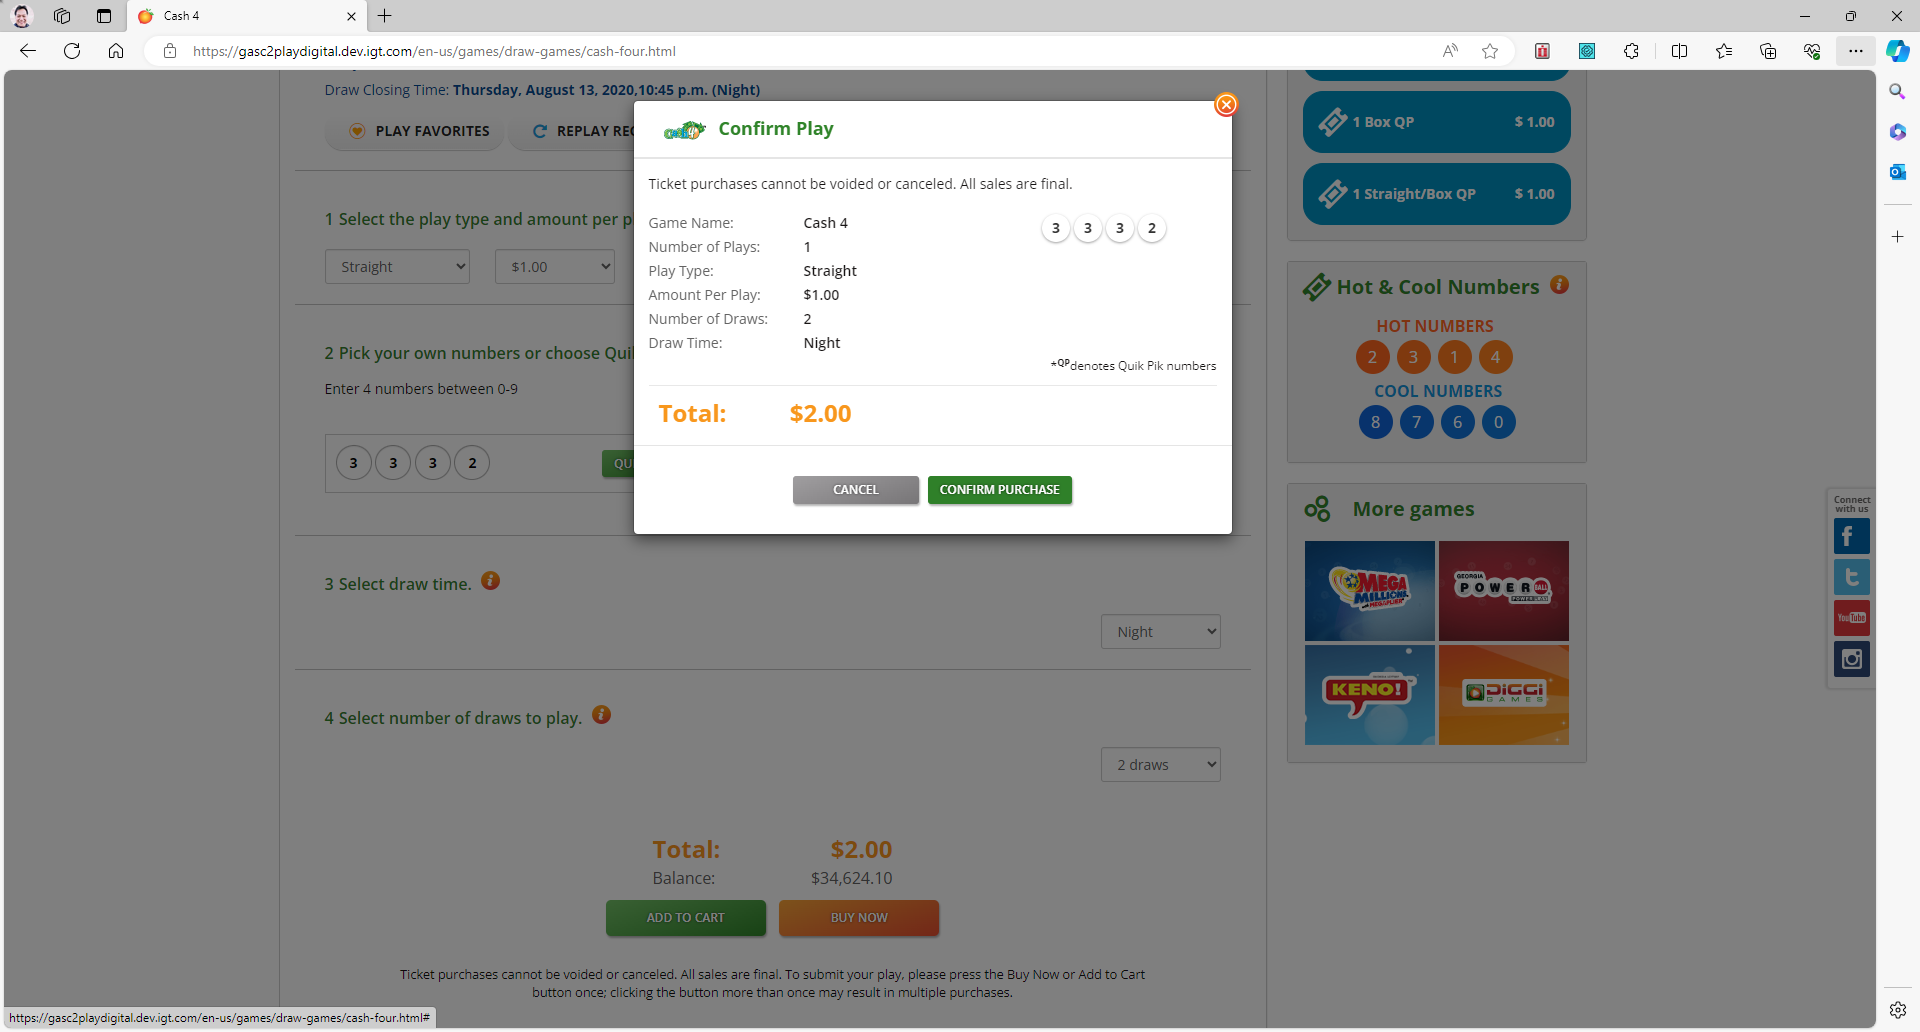 Cash 4
https://gasc2playdigital.dev.igt.com/en-us/games/draw-games/cash-four.html
Draw Closing Time: Thursday, August 13, 2020,10:45 p.m. (Night)
PLAY FAVORITES
REPLAY REC
1 Select the play type and amount per p
Straight
$1.00
2 Pick your own numbers or choose Qui
Enter 4 numbers between 0-9
3 3 3 2
QU
3 Select draw time.
Night
4 Select number of draws to play.
2 draws
Total: $2.00
Balance: $34,624.10
ADD TO CART
BUY NOW
Ticket purchases cannot be voided or canceled. All sales are final. To submit your play, please press the Buy Now or Add to Cart
button once; clicking the button more than once may result in multiple purchases.
Confirm Play
Ticket purchases cannot be voided or canceled. All sales are final.
Game Name: Cash 4
3 3 3 2
Number of Plays: 1
Play Type: Straight
Amount Per Play: $1.00
Number of Draws: 2
Draw Time: Night
*QPdenotes Quik Pik numbers
Total: $2.00
CANCEL
CONFIRM PURCHASE
1 Box QP $ 1.00
1 Straight/Box QP $ 1.00
Hot & Cool Numbers
HOT NUMBERS
2 3 1 4
COOL NUMBERS
8 7 6 0
More games
MEGA
MILLIONS
GEORGIA
POWERBALL
KENO!
DiGGi
GAMES
Connect
with us
YouTube
https://gasc2playdigital.dev.igt.com/en-us/games/draw-games/cash-four.html#